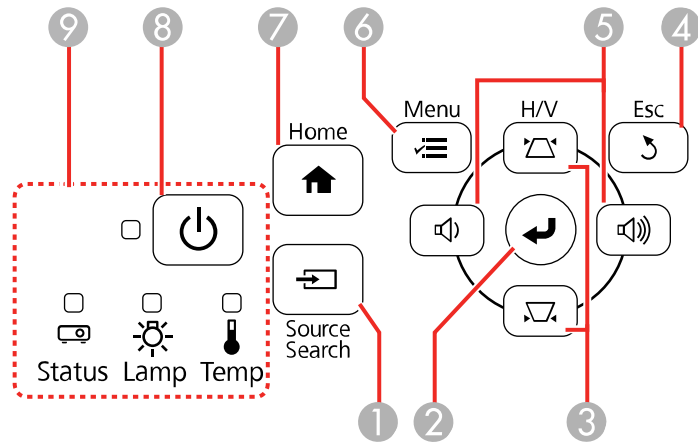 9 8 7 6 5 4
Menu H/V Esc
Home
Source
Search
Status Lamp Temp
1 2 3